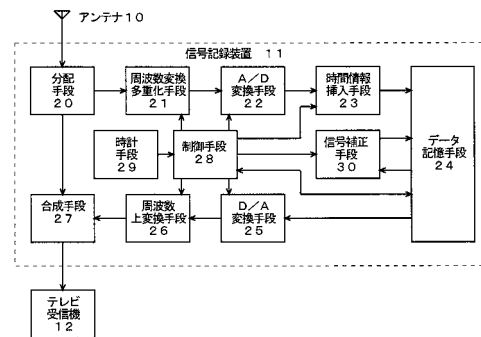 アンテナ10
信号記録装置 11
分配
手段
20
周波数変換
多重化手段
21
A/D
変換手段
22
時間情報
挿入手段
23
時計
手段
29
制御手段
28
信号補正
手段
30
データ
記憶手段
24
合成手段
27
周波数
上変換手段
26
D/A
変換手段
25
テレビ
受信機
12